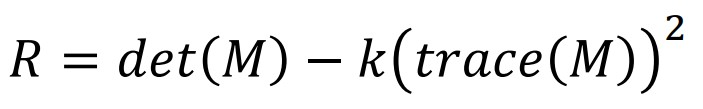 R = det(M) − k(trace(M))²